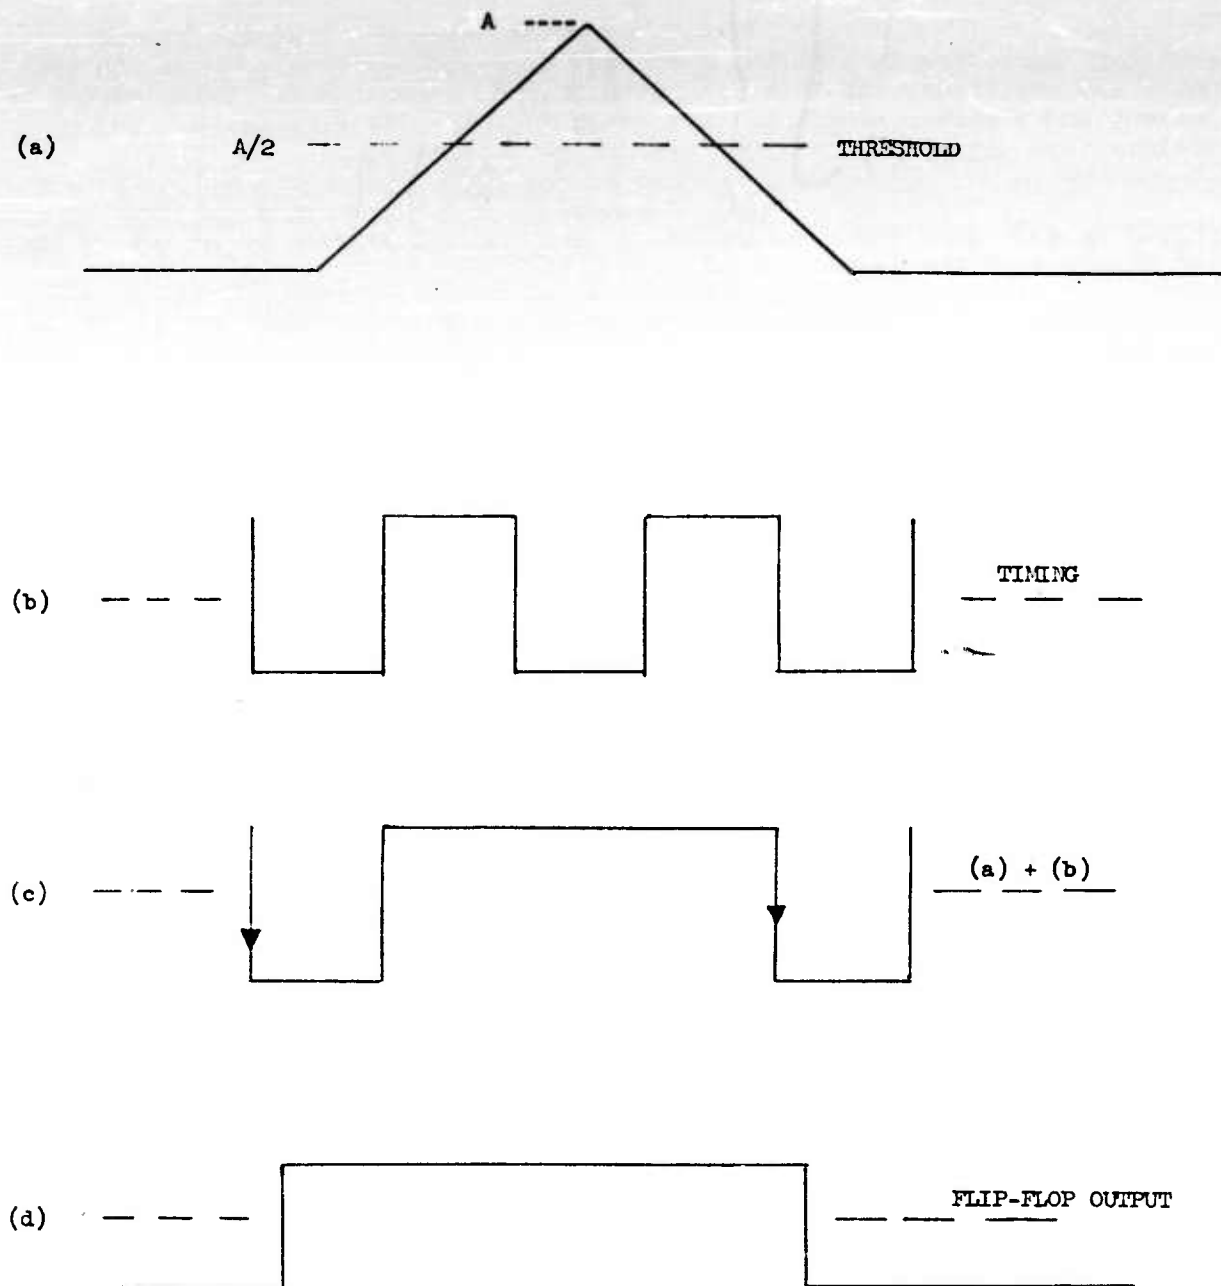 A
(a) A/2 THRESHOLD
(b) TIMING
(c) (a) + (b)
(d) FLIP-FLOP OUTPUT